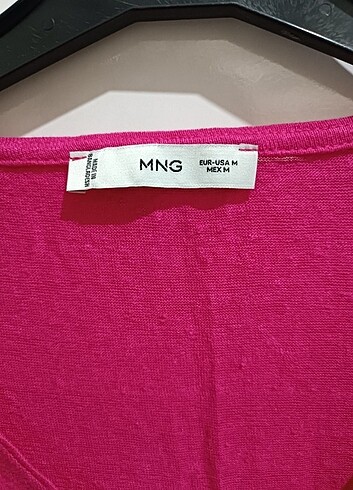 MADE IN
BANGLADESH
MNG
EUR-USA M
MEX M